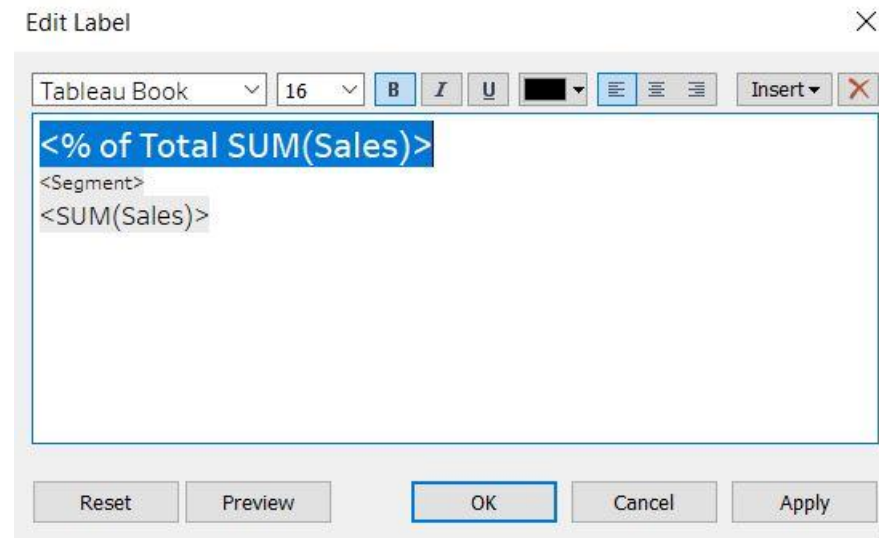 Edit Label
Tableau Book 16 B I U Insert
<% of Total SUM(Sales)>
<Segment>
<SUM(Sales)>
Reset Preview OK Cancel Apply